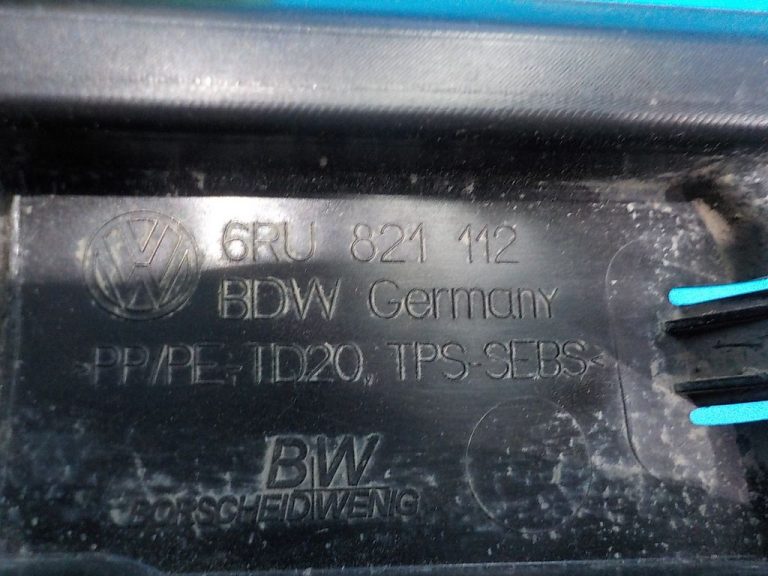 6RU 821 112
BDW Germany
>PP/PE-TD20, TPS-SEBS<
BW
BORSCHEIDWENIG